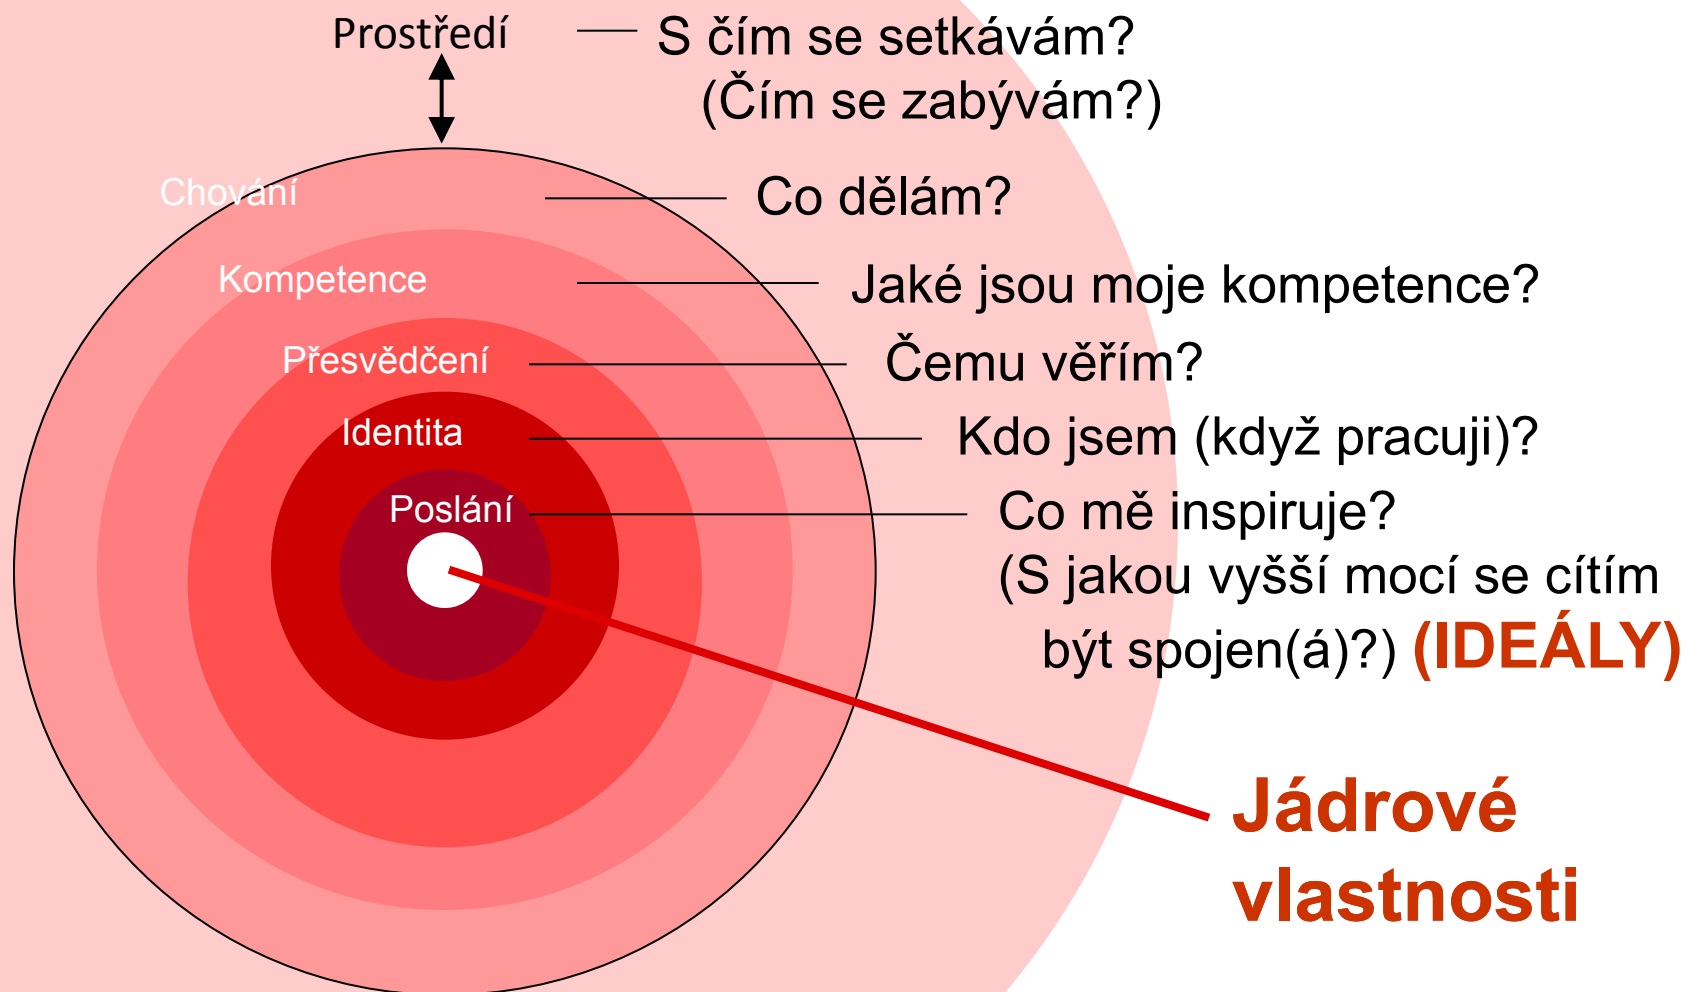 Prostředí
S čím se setkávám?
(Čím se zabývám?)
Chování
Co dělám?
Kompetence
Jaké jsou moje kompetence?
Přesvědčení
Čemu věřím?
Identita
Kdo jsem (když pracuji)?
Poslání
Co mě inspiruje?
(S jakou vyšší mocí se cítím
být spojen(á)?) (IDEÁLY)
Jádrové
vlastnosti